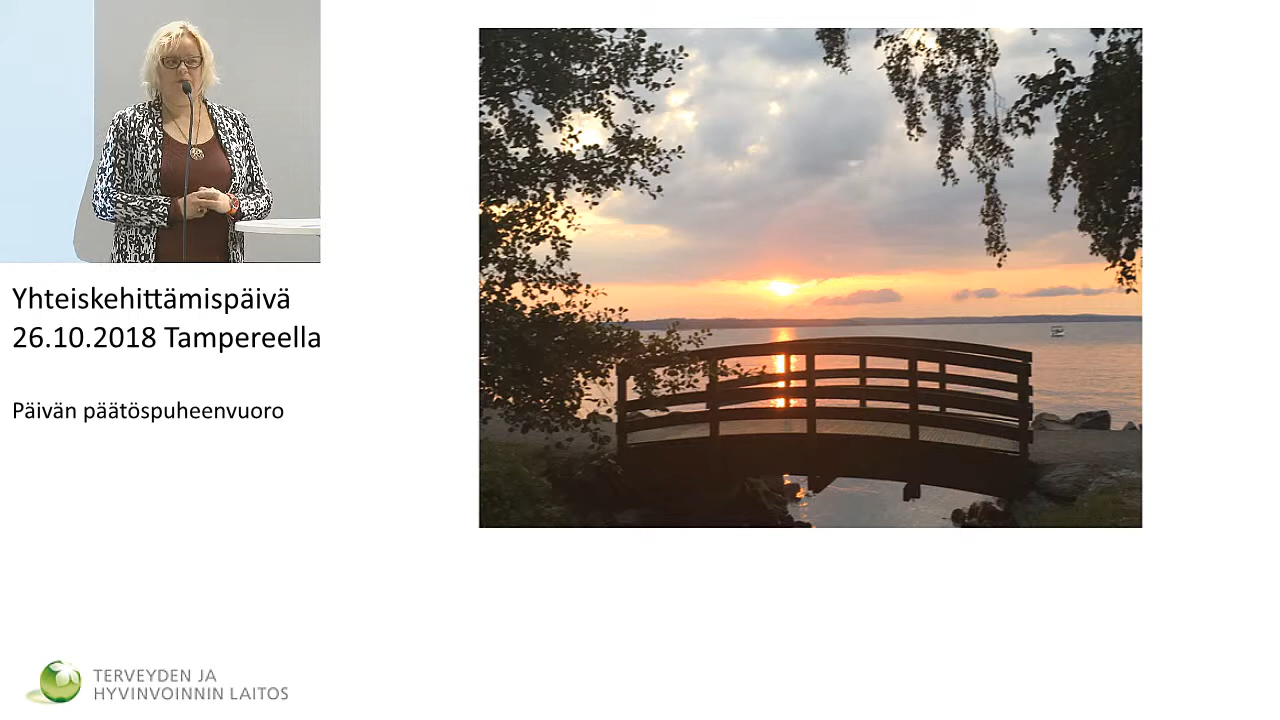 Yhteiskehittämispäivä
26.10.2018 Tampereella
Päivän päätöspuheenvuoro
TERVEYDEN JA
HYVINVOINNIN LAITOS